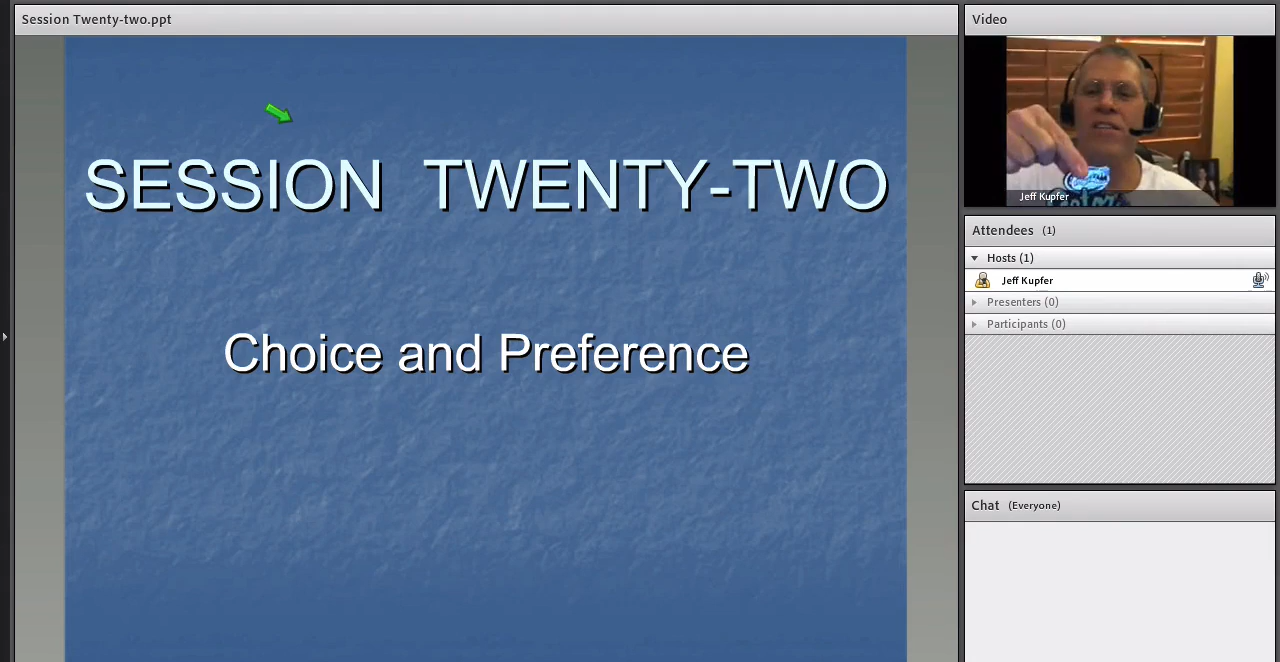 Session Twenty-two.ppt
SESSION TWENTY-TWO
Choice and Preference
Video
Jeff Kupfer
Attendees (1)
Hosts (1)
Jeff Kupfer
Presenters (0)
Participants (0)
Chat (Everyone)